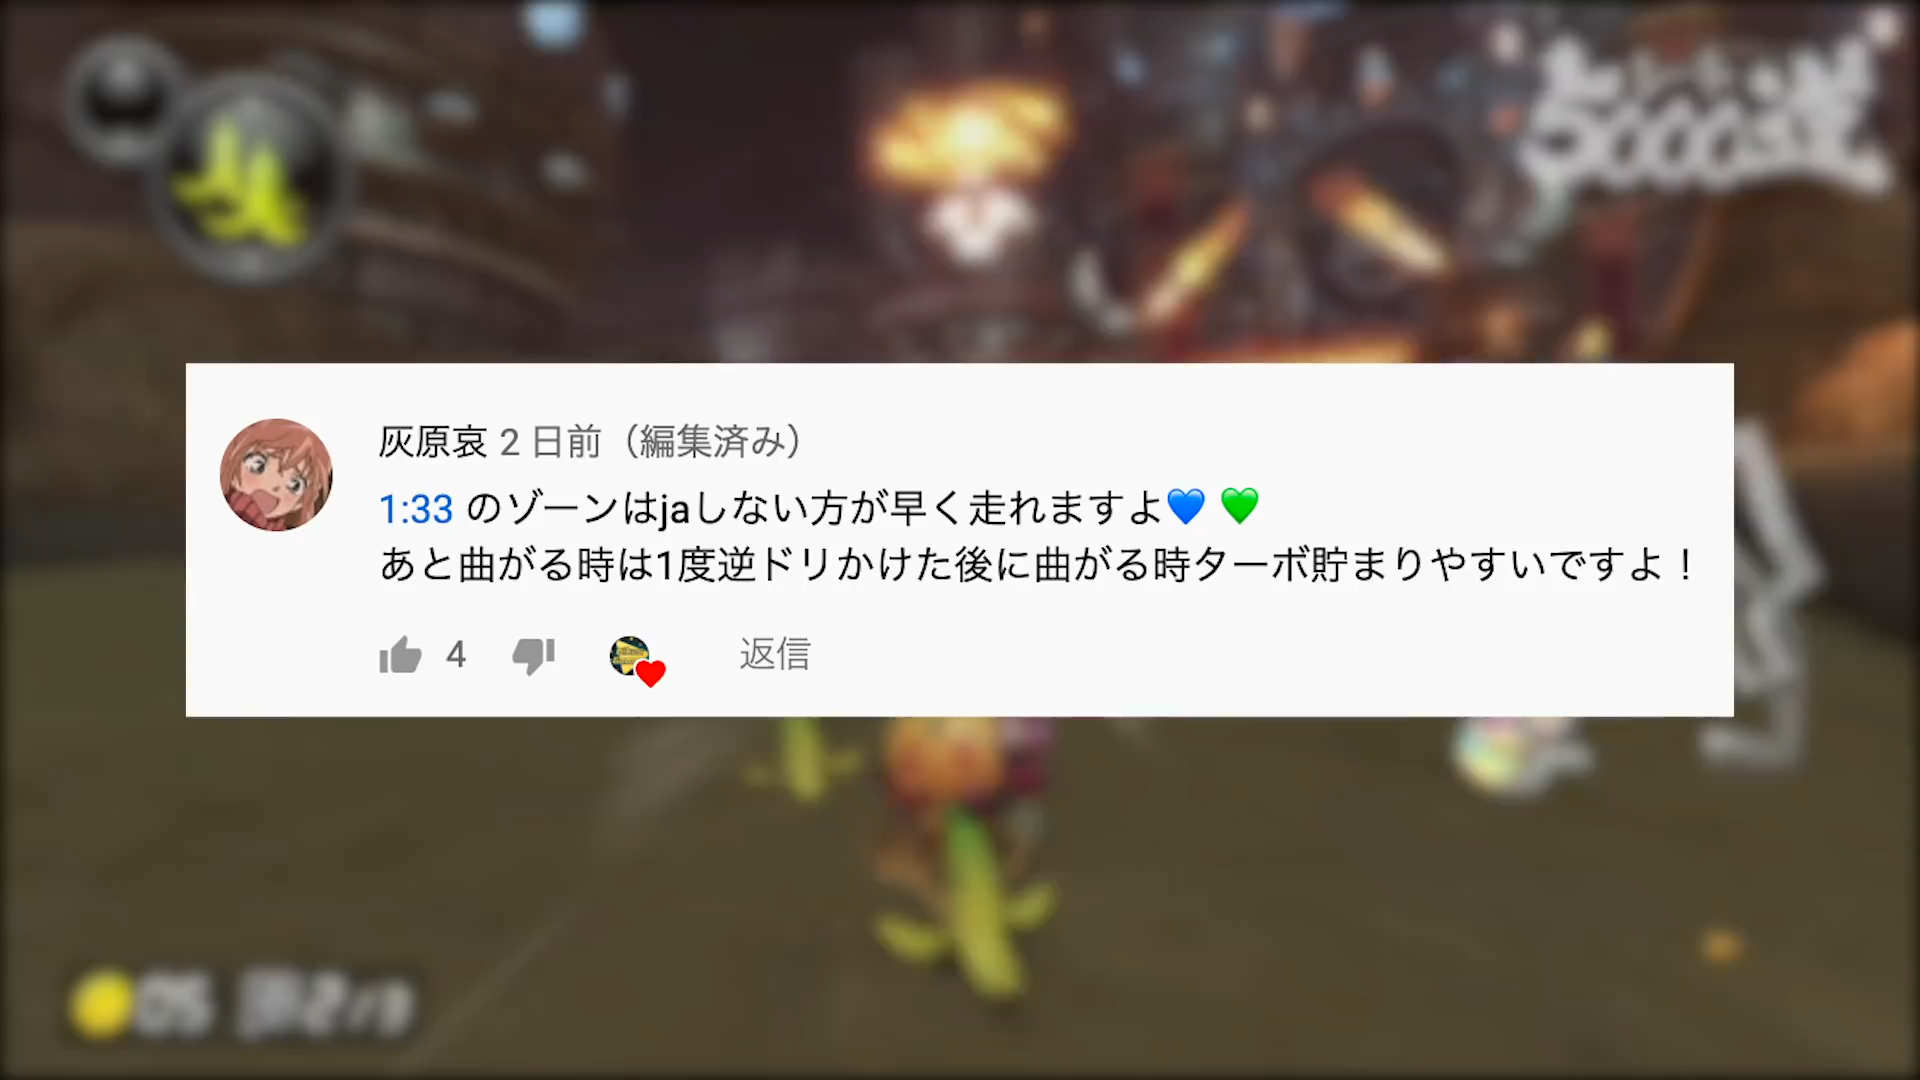 灰原哀 2 日前（編集済み）
1:33 のゾーンはjaしない方が早く走れますよ💙 💚
あと曲がる時は1度逆ドリかけた後に曲がる時ターボ貯まりやすいですよ！
4 返信
05 2/3